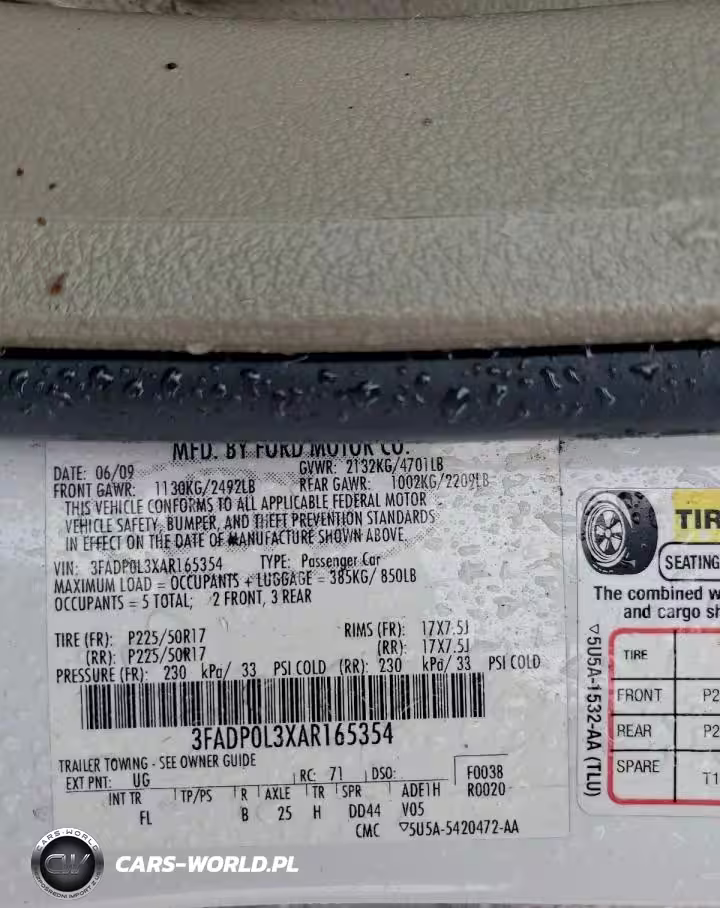 MFD. BY FORD MOTOR CO.
DATE: 06/09 GVWR: 2132KG/4701LB
FRONT GAWR: 1130KG/2492LB REAR GAWR: 1002KG/2209LB
THIS VEHICLE CONFORMS TO ALL APPLICABLE FEDERAL MOTOR
VEHICLE SAFETY, BUMPER, AND THEFT PREVENTION STANDARDS
IN EFFECT ON THE DATE OF MANUFACTURE SHOWN ABOVE.
VIN: 3FADP0L3XAR165354 TYPE: Passenger Car
MAXIMUM LOAD = OCCUPANTS + LUGGAGE = 385KG/ 850LB
OCCUPANTS = 5 TOTAL; 2 FRONT, 3 REAR
TIRE (FR): P225/50R17 RIMS (FR): 17X7.5J
(RR): P225/50R17 (RR): 17X7.5J
PRESSURE (FR): 230 kPa/ 33 PSI COLD (RR): 230 kPa/ 33 PSI COLD
3FADP0L3XAR165354
TRAILER TOWING - SEE OWNER GUIDE
EXT PNT: UG RC: 71 DSO: F0038
R0020
INT TR TP/PS R AXLE TR SPR ADE1H
FL B 25 H DD44 V05
CMC ▽5U5A-5420472-AA
TIR
SEATING
The combined w
and cargo sh
TIRE
FRONT P2
REAR P2
SPARE T1
▽5U5A-1532-AA (TLU)
CARS-WORLD
CW
BEZPOŚREDNI IMPORT Z USA
CARS-WORLD.PL